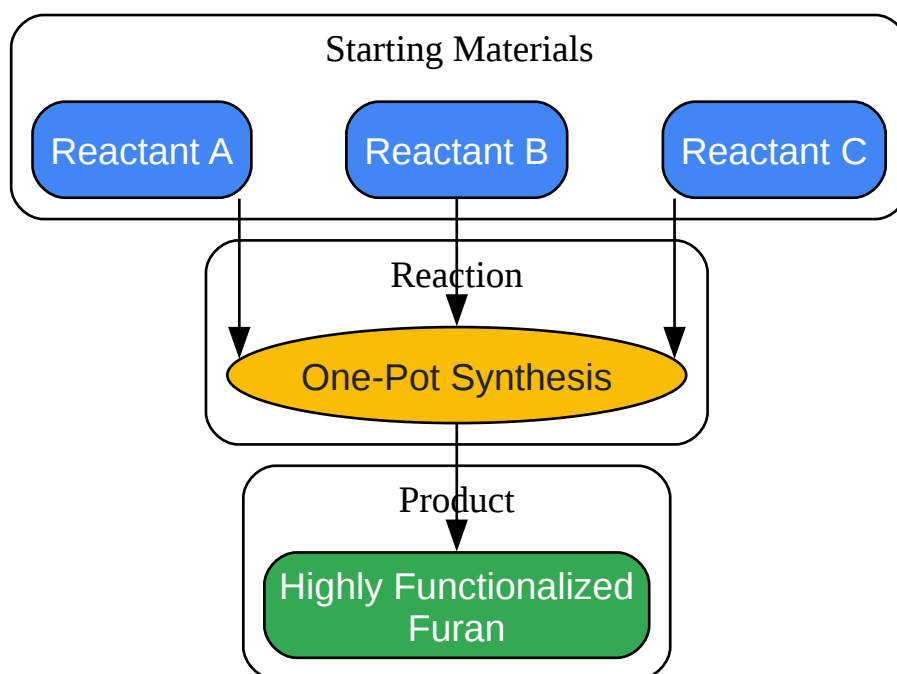 Starting Materials
Reactant A
Reactant B
Reactant C
Reaction
One-Pot Synthesis
Product
Highly Functionalized
Furan